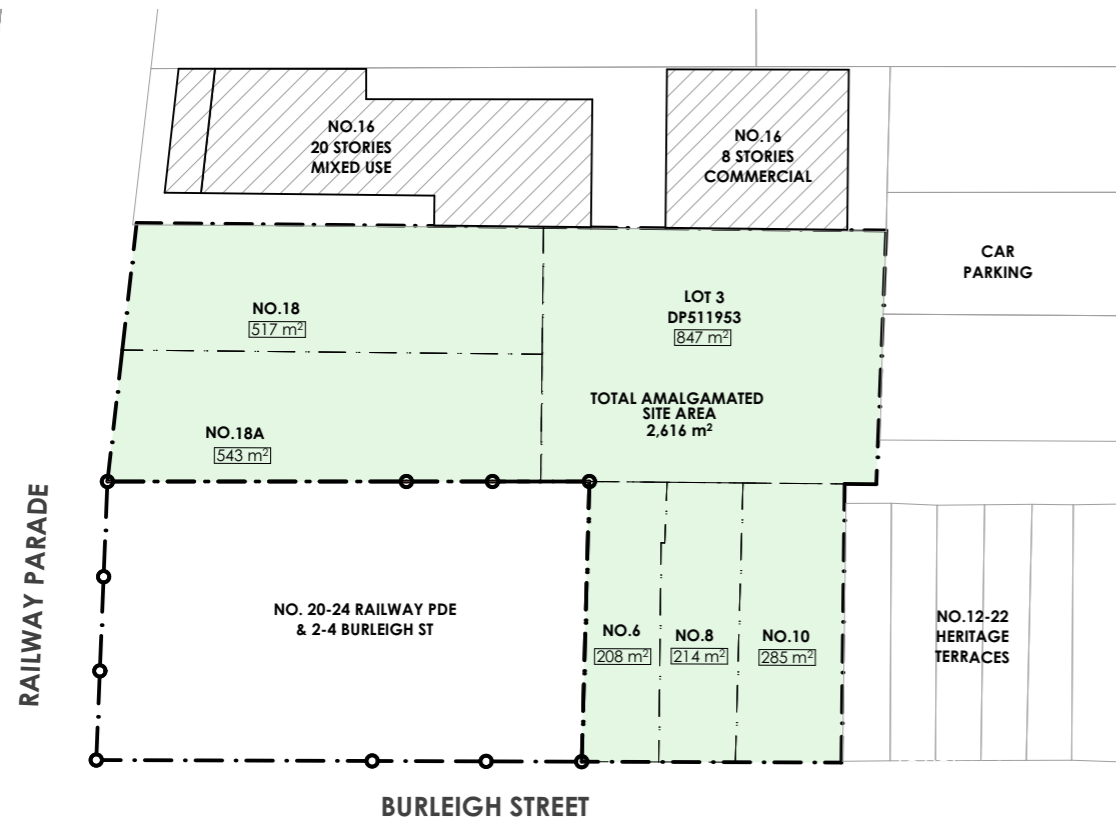 NO.16
20 STORIES
MIXED USE
NO.16
8 STORIES
COMMERCIAL
CAR
PARKING
NO.18
517 m²
LOT 3
DP511953
847 m²
TOTAL AMALGAMATED
SITE AREA
2,616 m²
NO.18A
543 m²
RAILWAY PARADE
NO. 20-24 RAILWAY PDE
& 2-4 BURLEIGH ST
NO.6
208 m²
NO.8
214 m²
NO.10
285 m²
NO.12-22
HERITAGE
TERRACES
BURLEIGH STREET